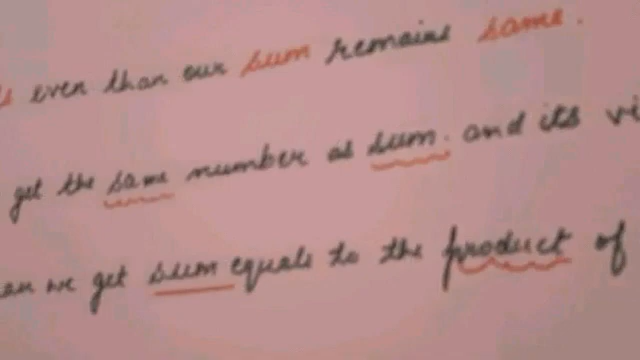 even than our sum remains same.
get the same number as sum. and its
we get sum equals to the product of